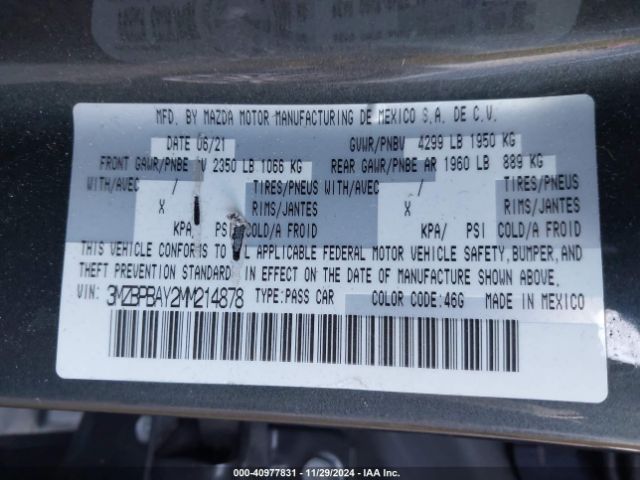 MFD. BY MAZDA MOTOR MANUFACTURING DE MEXICO S.A. DE C.V.
DATE 06/21 GVWR/PNBV 4299 LB 1950 KG
FRONT GAWR/PNBE V 2350 LB 1066 KG REAR GAWR/PNBE AR 1960 LB 889 KG
WITH/AVEC / TIRES/PNEUS WITH/AVEC / TIRES/PNEUS
X RIMS/JANTES X RIMS/JANTES
KPA/ PSI COLD/A FROID KPA/ PSI COLD/A FROID
THIS VEHICLE CONFORMS TO APPLICABLE FEDERAL MOTOR VEHICLE SAFETY, BUMPER, AND
THEFT PREVENTION STANDARDS IN EFFECT ON THE DATE OF MANUFACTURE SHOWN ABOVE.
VIN: 3MZBPBAY2MM214878 TYPE:PASS CAR COLOR CODE:46G MADE IN MEXICO
000-40977831 - 11/29/2024 - IAA Inc.